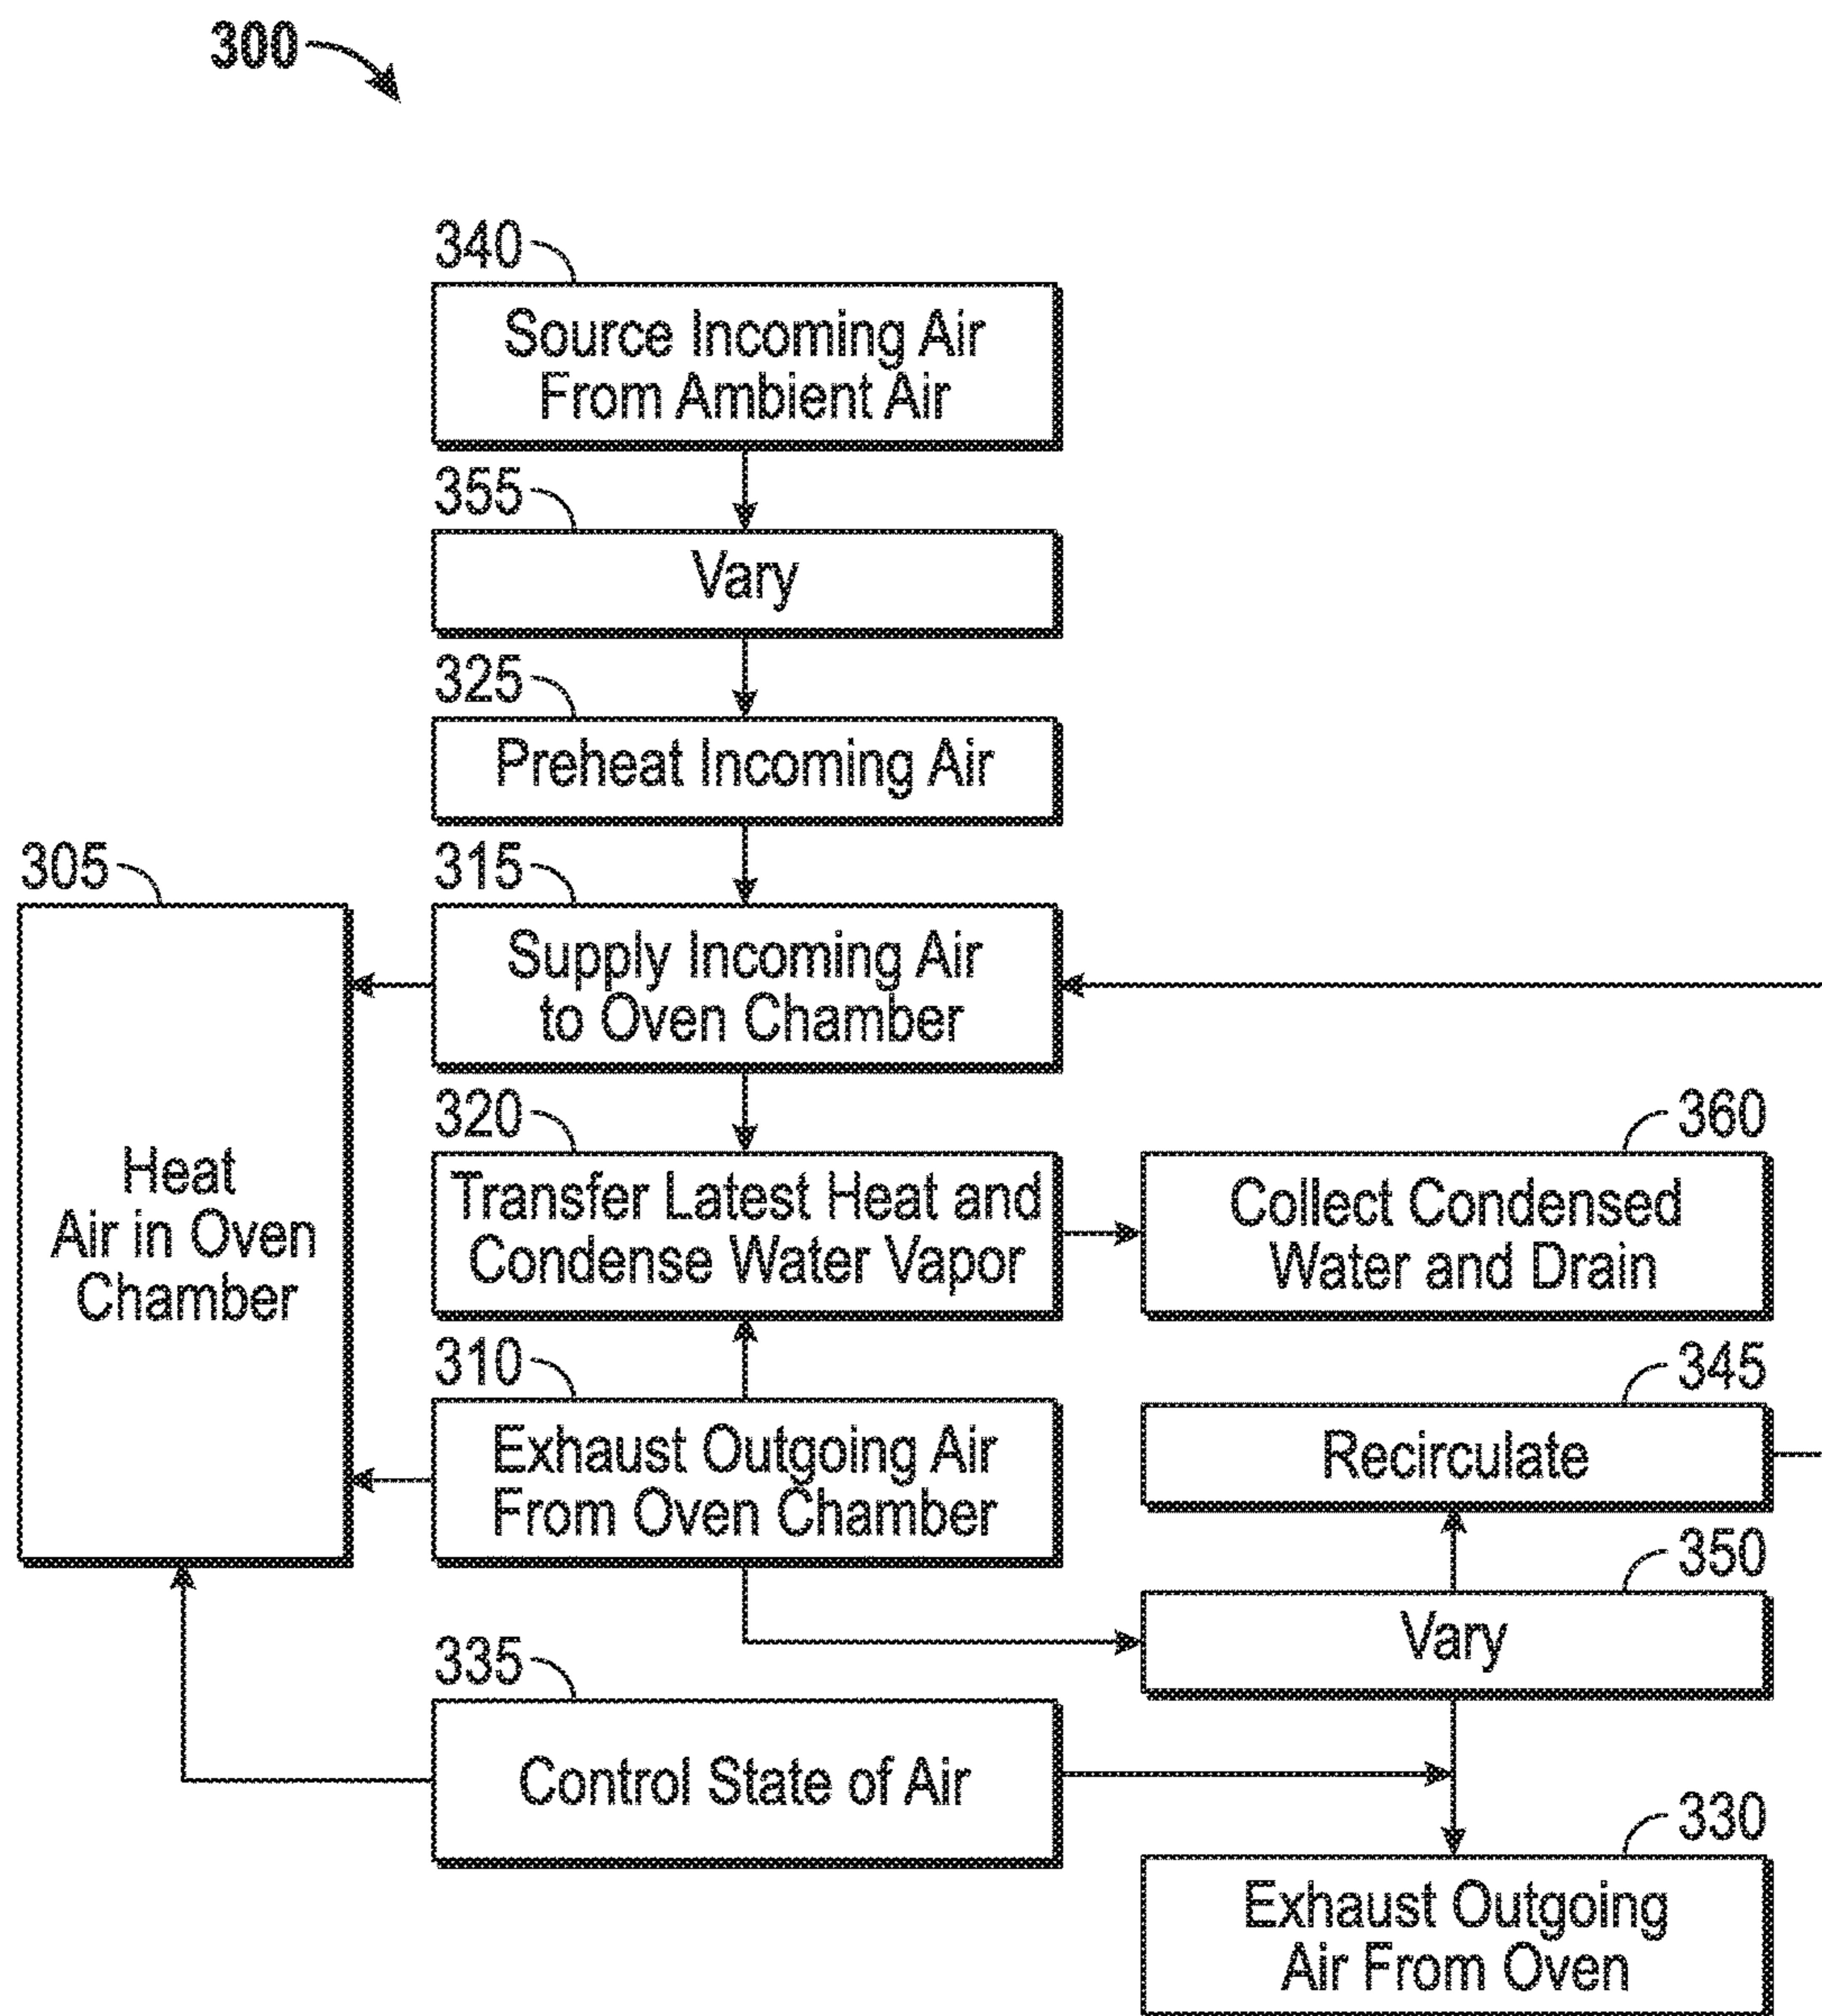 300
340
Source Incoming Air
From Ambient Air
355
Vary
325
Preheat Incoming Air
305
Heat
Air in Oven
Chamber
315
Supply Incoming Air
to Oven Chamber
320
Transfer Latest Heat and
Condense Water Vapor
360
Collect Condensed
Water and Drain
310
Exhaust Outgoing Air
From Oven Chamber
345
Recirculate
350
Vary
335
Control State of Air
330
Exhaust Outgoing
Air From Oven